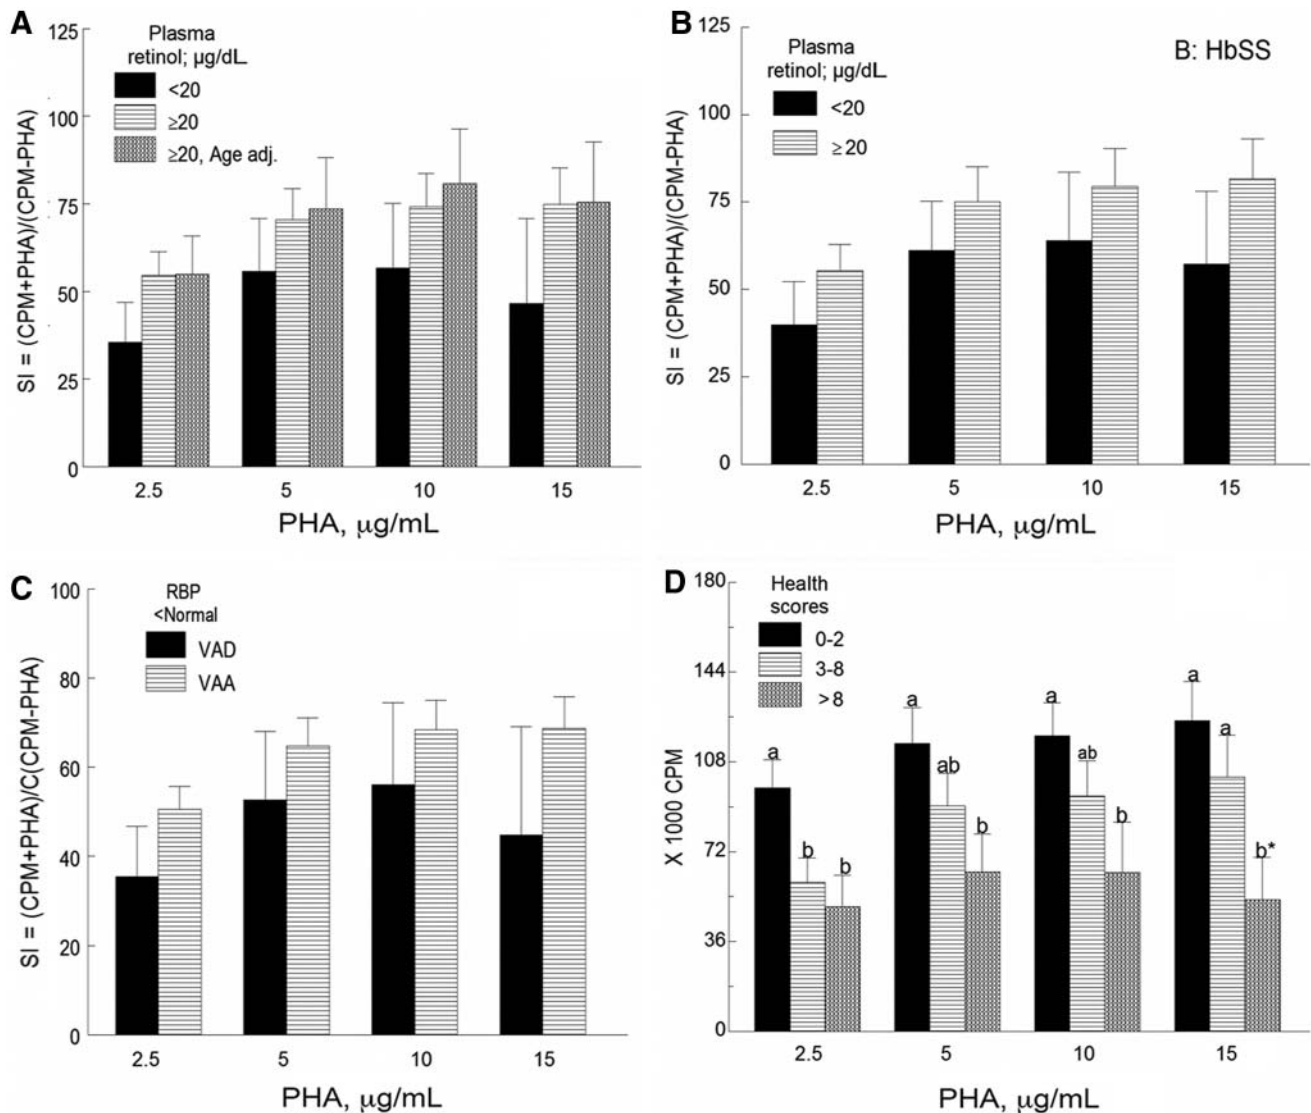 A
125
100
75
50
25
0
SI = (CPM+PHA)/(CPM-PHA)
Plasma
retinol; µg/dL
<20
≥20
≥20, Age adj.
2.5 5 10 15
PHA, µg/mL
B
125
100
75
50
25
0
SI = (CPM+PHA)/(CPM-PHA)
Plasma
retinol; µg/dL
<20
≥20
B: HbSS
2.5 5 10 15
PHA, µg/mL
C
100
80
60
40
20
0
SI = (CPM+PHA)/C(CPM-PHA)
RBP
<Normal
VAD
VAA
2.5 5 10 15
PHA, µg/mL
D
180
144
108
72
36
0
X 1000 CPM
Health
scores
0-2
3-8
>8
a b b
a ab b
a ab b
a a b*
2.5 5 10 15
PHA, µg/mL